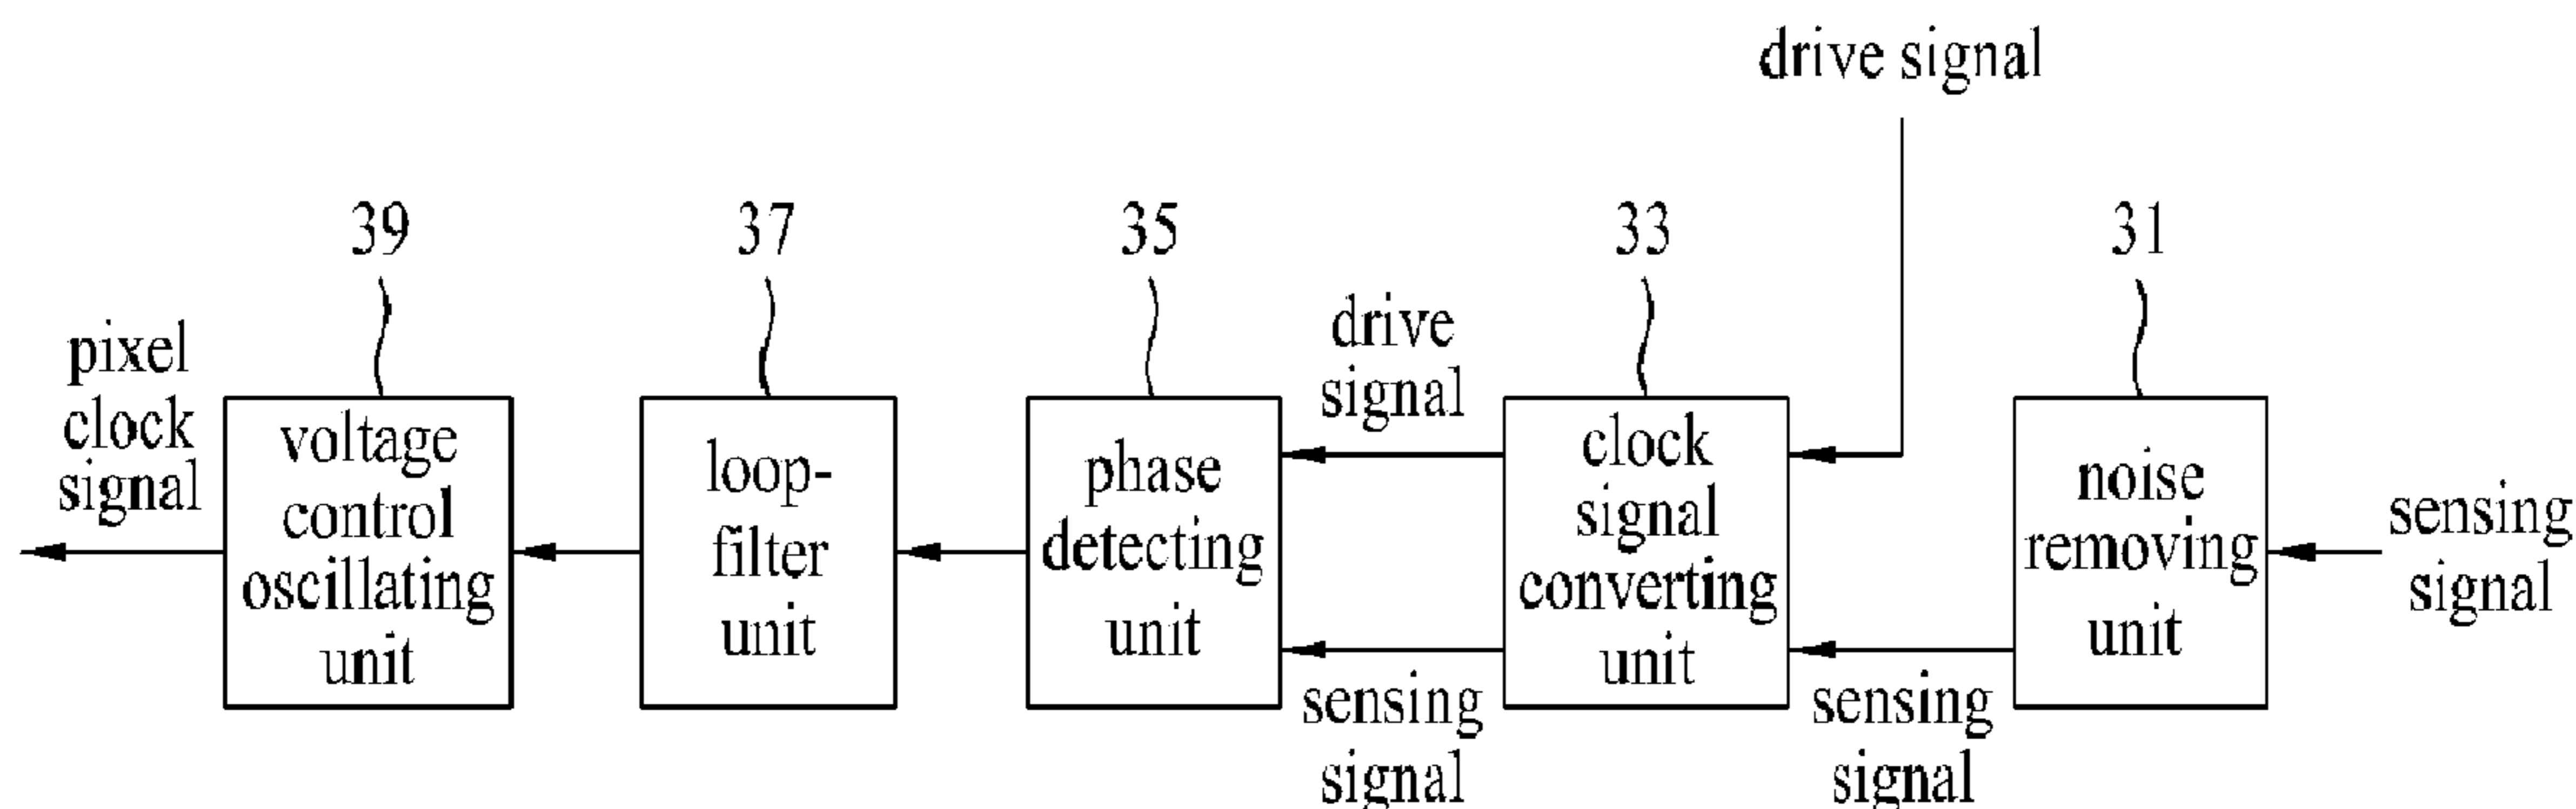 drive signal
39
37
35
33
31
pixel
clock
signal
voltage
control
oscillating
unit
loop-
filter
unit
phase
detecting
unit
drive
signal
sensing
signal
clock
signal
converting
unit
sensing
signal
noise
removing
unit
sensing
signal